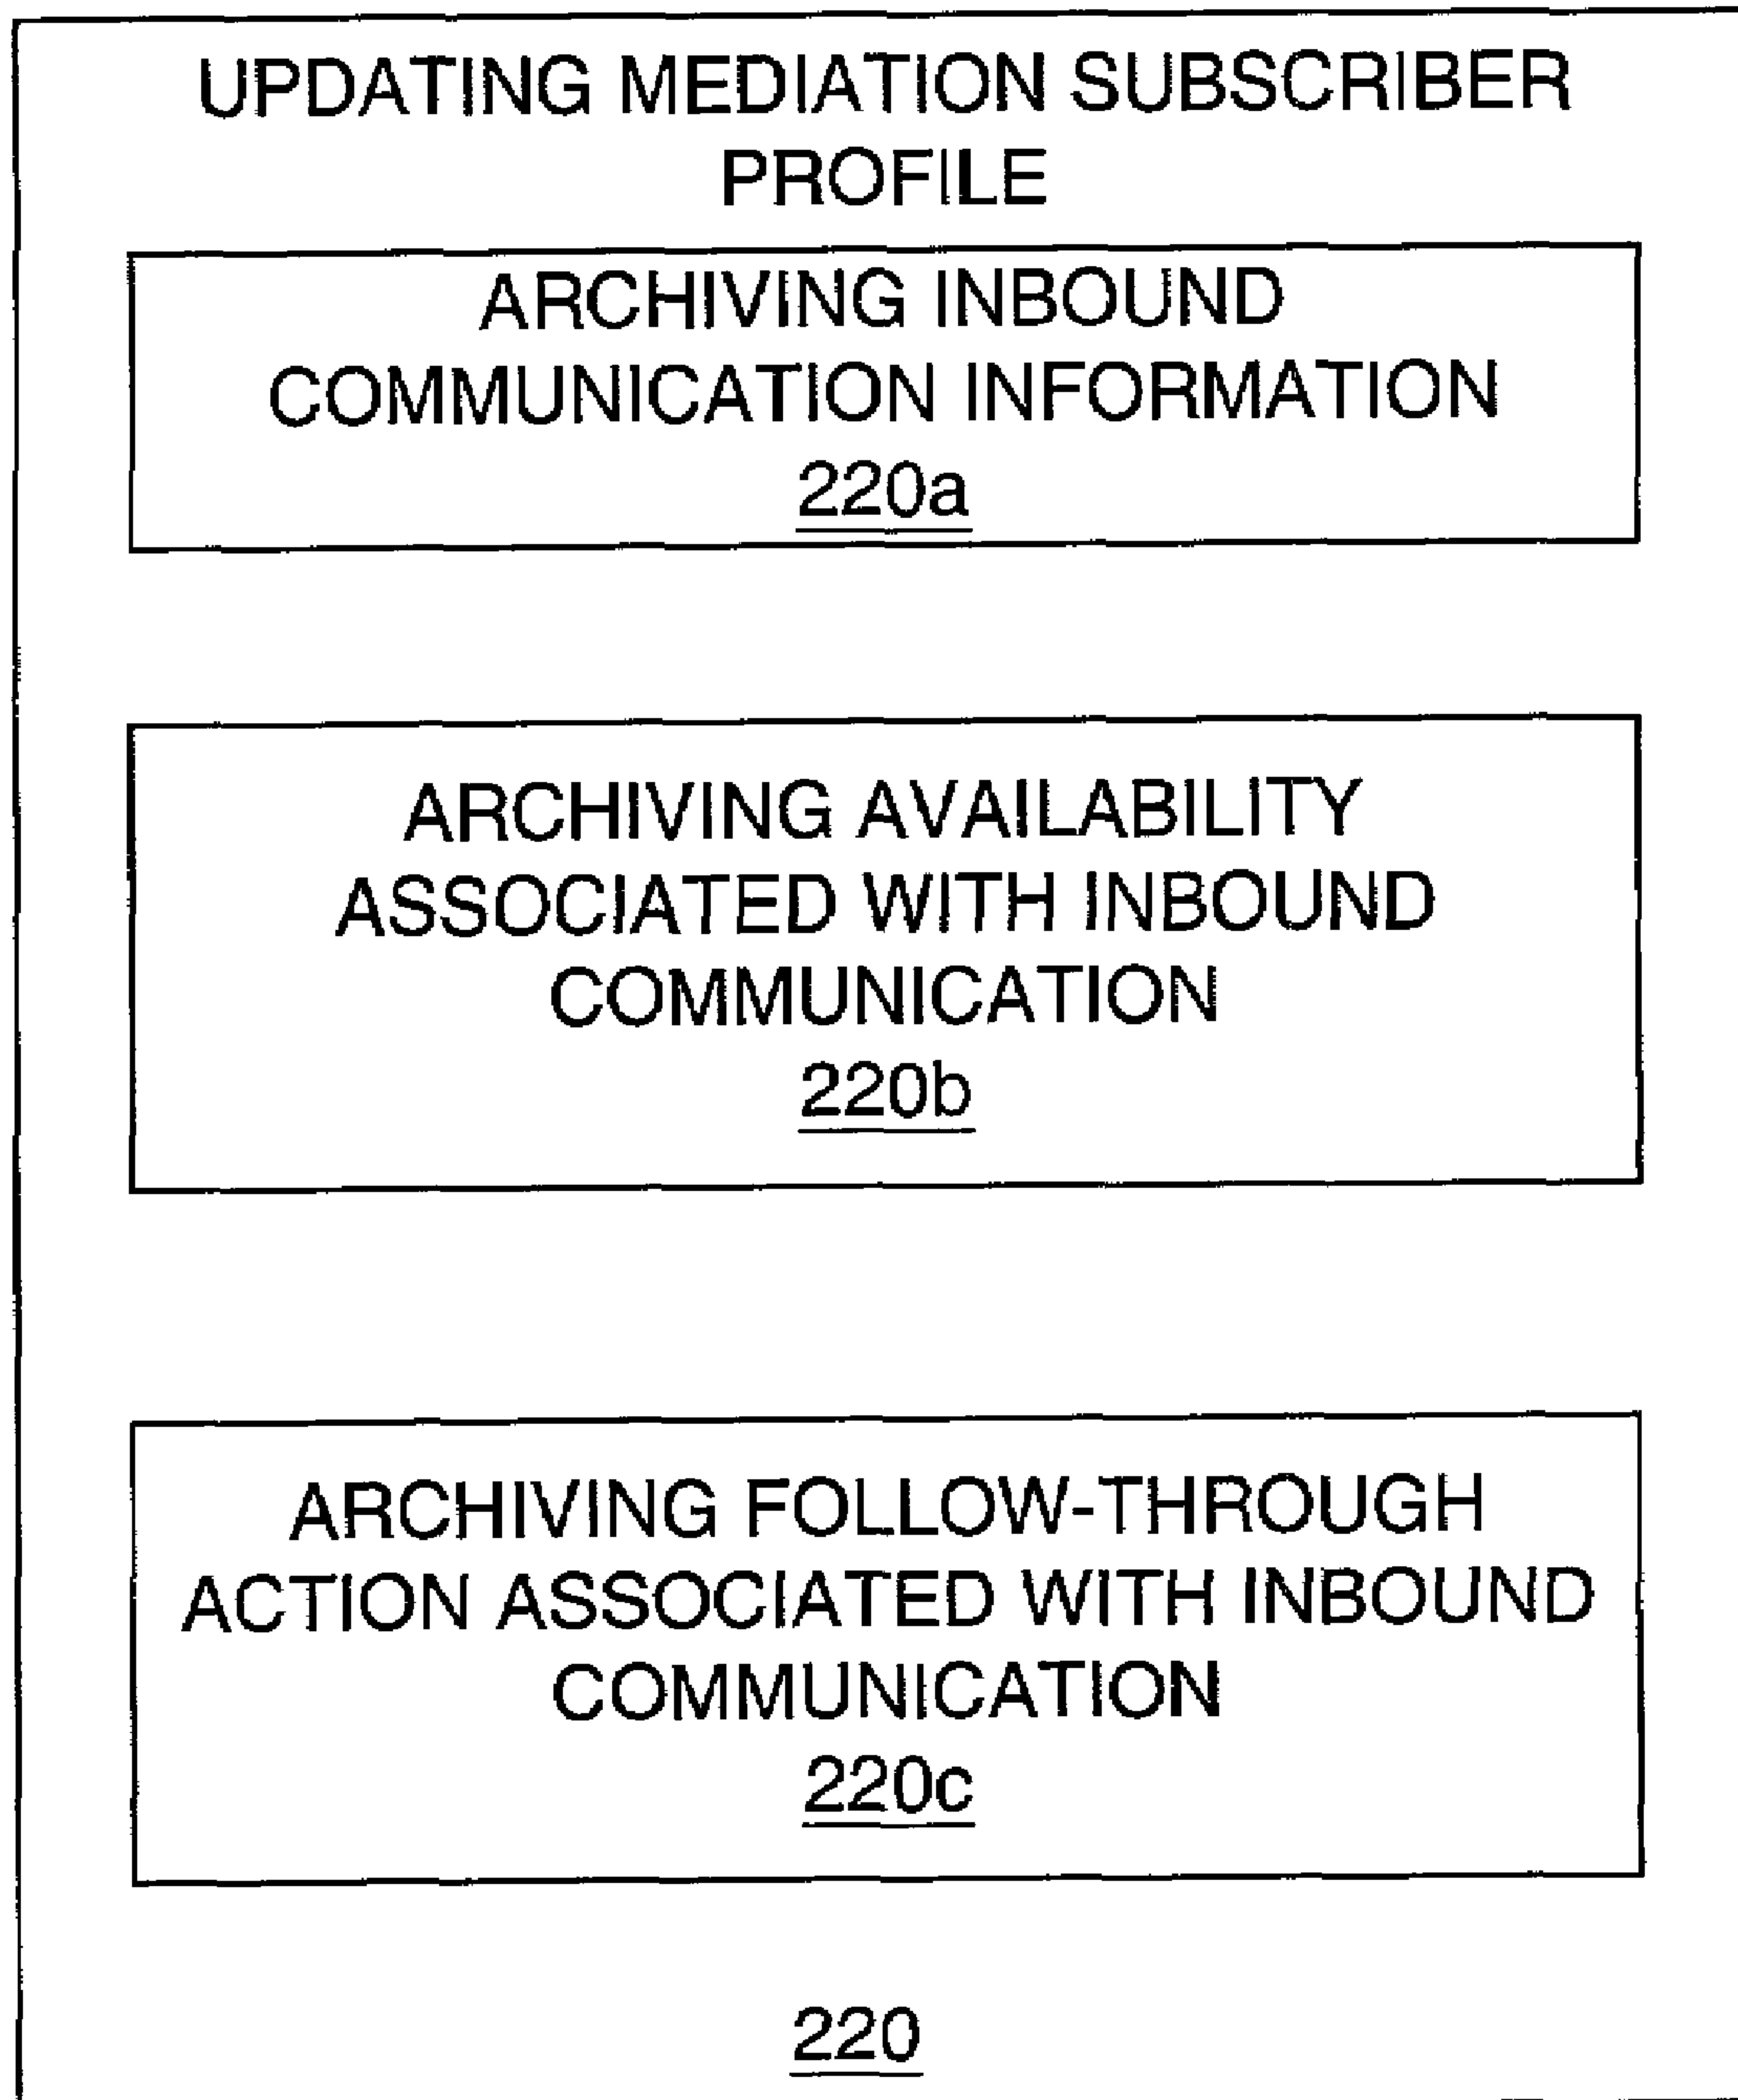 UPDATING MEDIATION SUBSCRIBER
PROFILE
ARCHIVING INBOUND
COMMUNICATION INFORMATION
220a
ARCHIVING AVAILABILITY
ASSOCIATED WITH INBOUND
COMMUNICATION
220b
ARCHIVING FOLLOW-THROUGH
ACTION ASSOCIATED WITH INBOUND
COMMUNICATION
220c
220